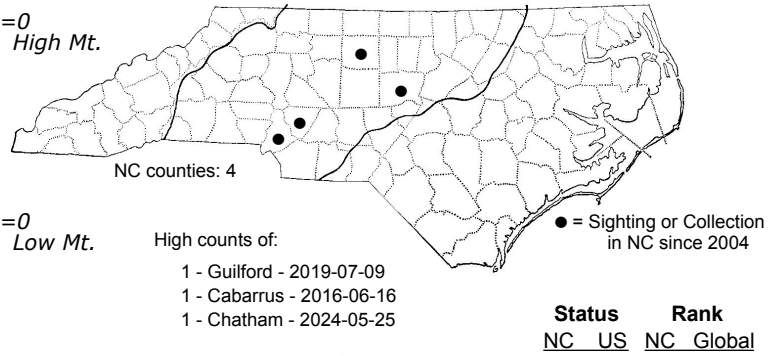 =0
High Mt.
NC counties: 4
=0
Low Mt.
High counts of:
1 - Guilford - 2019-07-09
1 - Cabarrus - 2016-06-16
1 - Chatham - 2024-05-25
● = Sighting or Collection
in NC since 2004
Status Rank
NC US NC Global